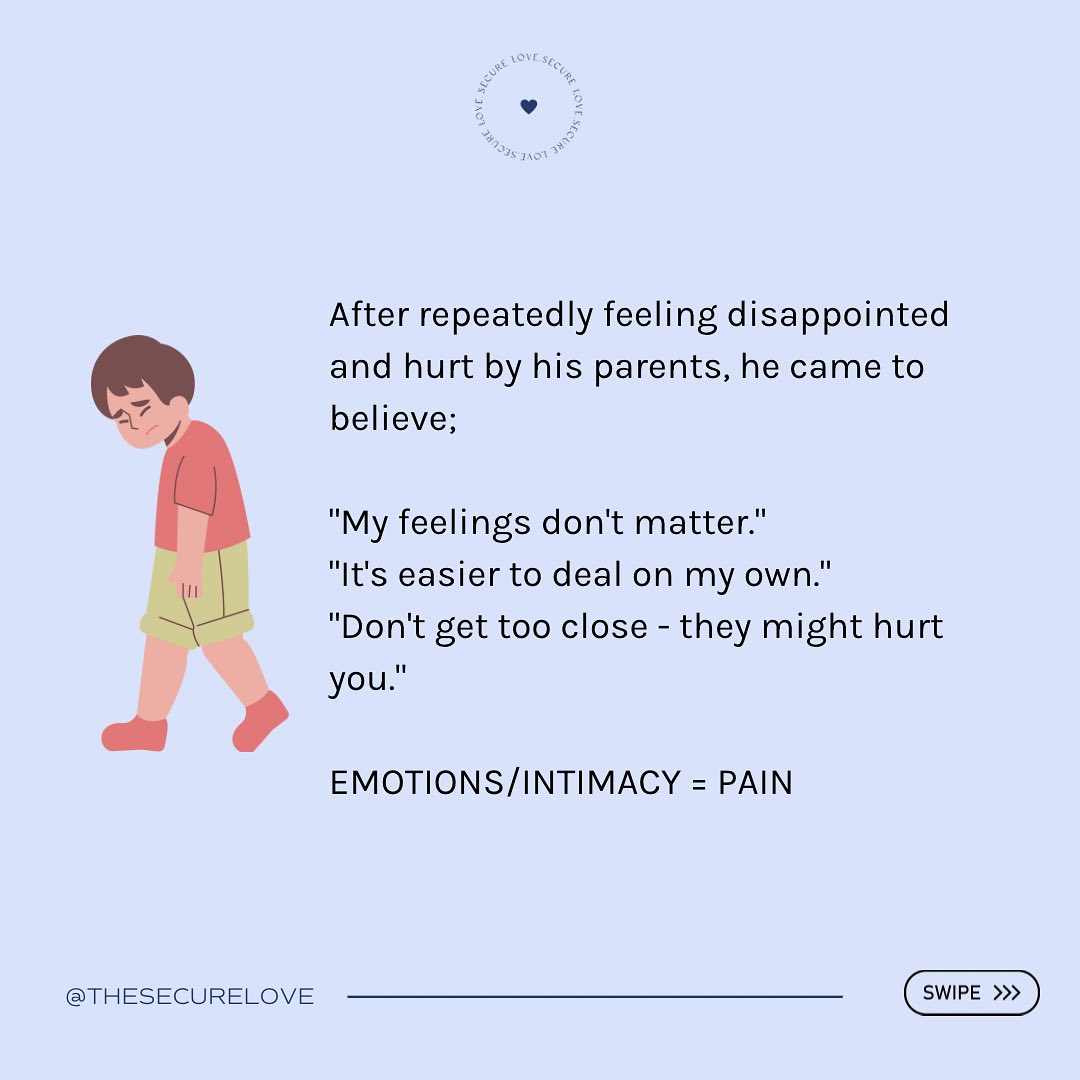 SECURE LOVE.SECURE LOVE.SECURE LOVE.SECURE LOVE.
After repeatedly feeling disappointed
and hurt by his parents, he came to
believe;
"My feelings don't matter."
"It's easier to deal on my own."
"Don't get too close - they might hurt
you."
EMOTIONS/INTIMACY = PAIN
@THESECURELOVE
SWIPE >>>